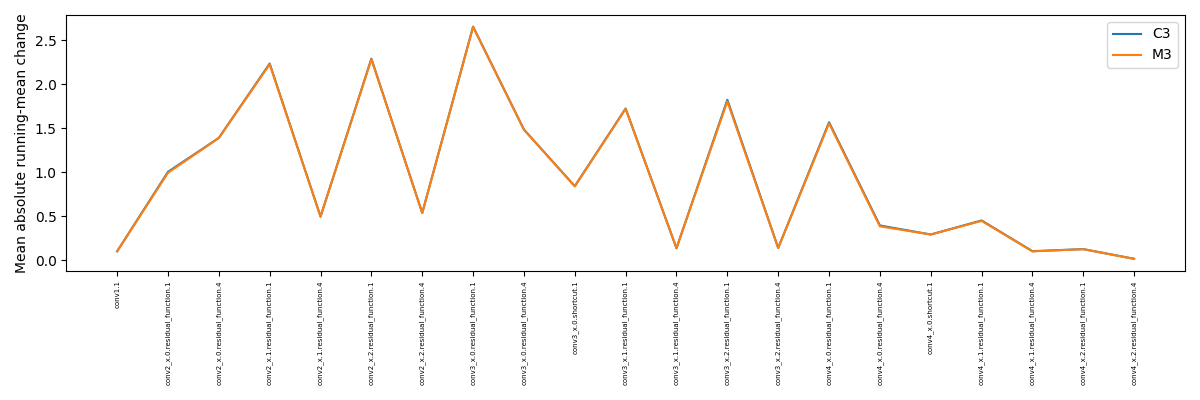 Mean absolute running-mean change
2.5
2.0
1.5
1.0
0.5
0.0
C3
M3
conv1.1
conv2_x.0.residual_function.1
conv2_x.0.residual_function.4
conv2_x.1.residual_function.1
conv2_x.1.residual_function.4
conv2_x.2.residual_function.1
conv2_x.2.residual_function.4
conv3_x.0.residual_function.1
conv3_x.0.residual_function.4
conv3_x.0.shortcut.1
conv3_x.1.residual_function.1
conv3_x.1.residual_function.4
conv3_x.2.residual_function.1
conv3_x.2.residual_function.4
conv4_x.0.residual_function.1
conv4_x.0.residual_function.4
conv4_x.0.shortcut.1
conv4_x.1.residual_function.1
conv4_x.1.residual_function.4
conv4_x.2.residual_function.1
conv4_x.2.residual_function.4